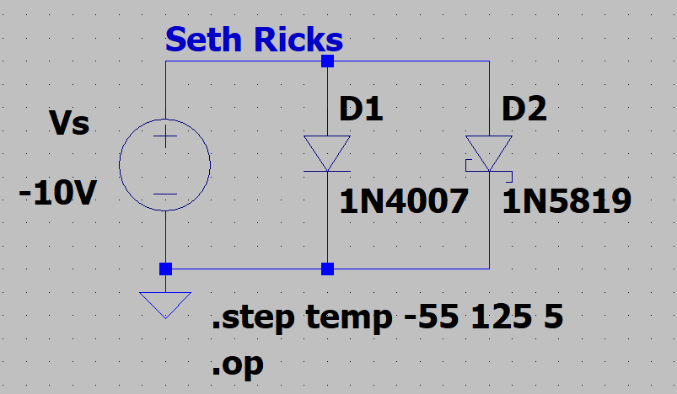 Seth Ricks
Vs
-10V
D1
D2
1N4007
1N5819
.step temp -55 125 5
.op